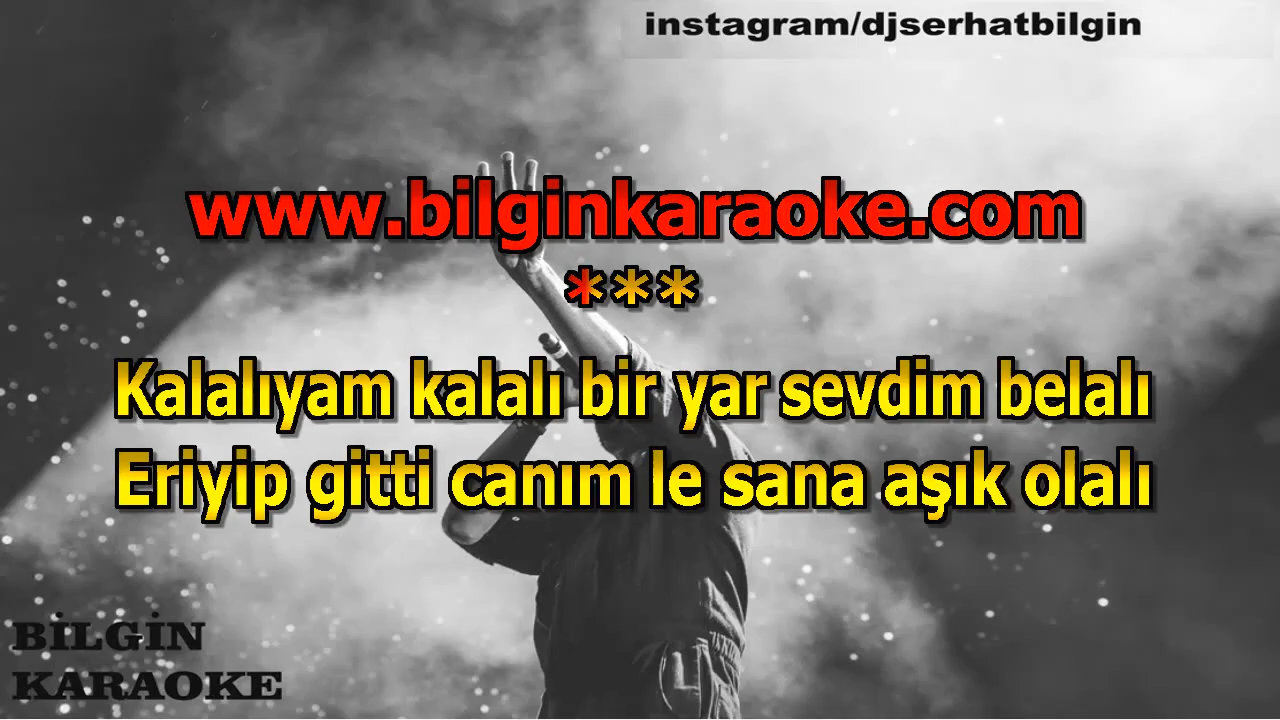 instagram/djserhatbilgin
www.bilginkaraoke.com
***
Kalalıyam kalalı bir yar sevdim belalı
Eriyip gitti canım le sana aşık olalı
BİLGİN
KARAOKE